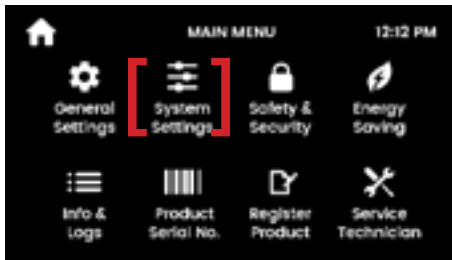 MAIN MENU
12:12 PM
General
Settings
System
Settings
Safety &
Security
Energy
Saving
Info &
Logs
Product
Serial No.
Register
Product
Service
Technician